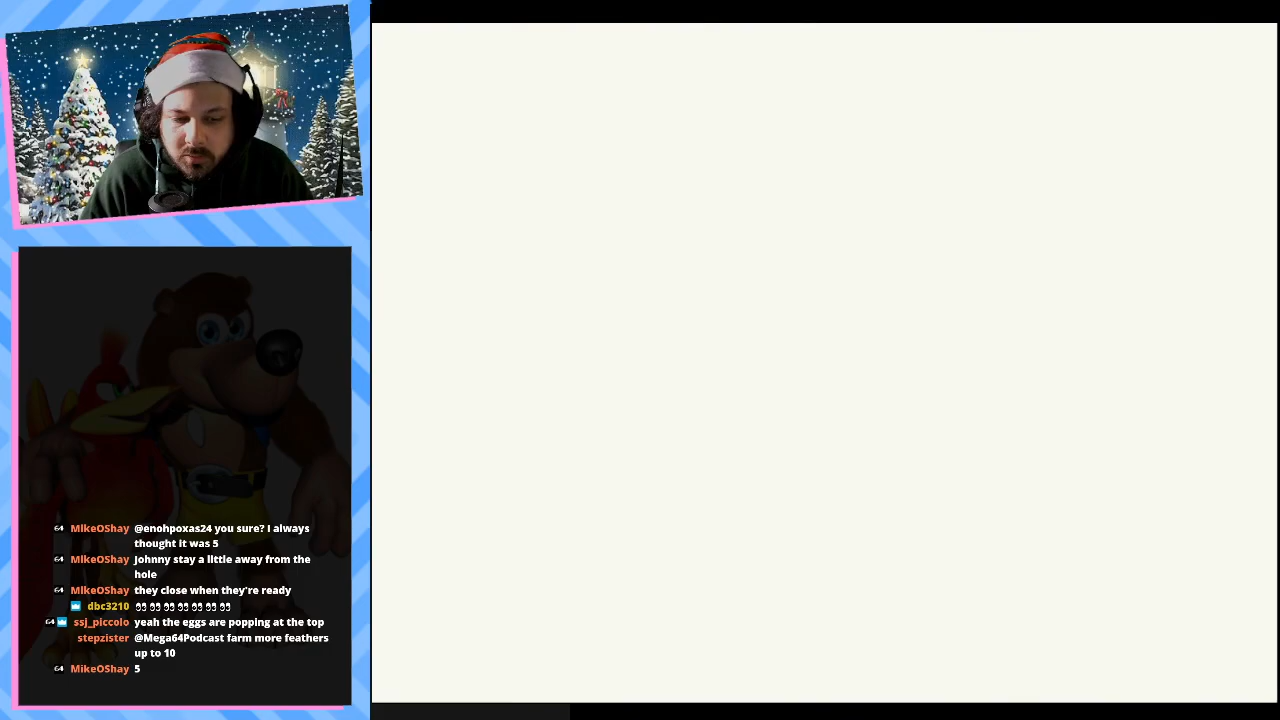 MikeOShay @enohpoxas24 you sure? I always
thought it was 5
MikeOShay Johnny stay a little away from the
hole
MikeOShay they close when they're ready
dbc3210 👀 👀 👀 👀 👀 👀 👀
ssj_piccolo yeah the eggs are popping at the top
stepzister @Mega64Podcast farm more feathers
up to 10
MikeOShay 5